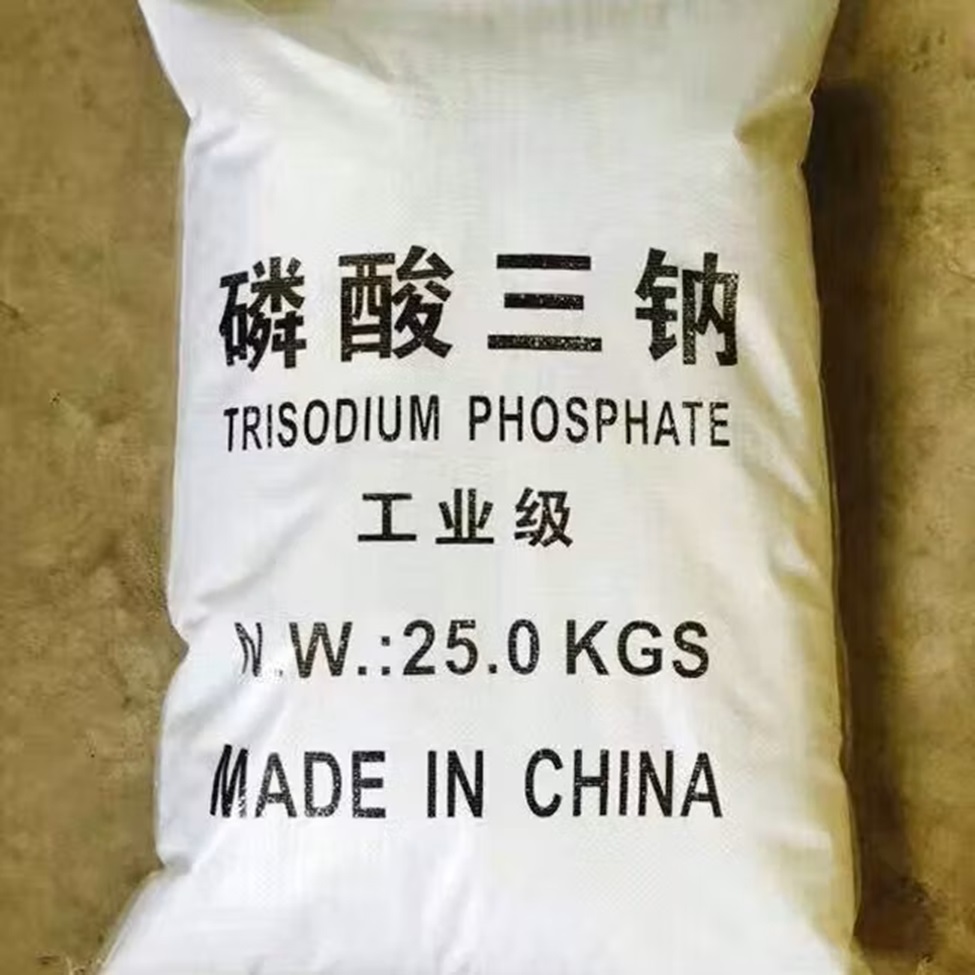 磷酸三钠
TRISODIUM PHOSPHATE
工业级
N.W.:25.0 KGS
MADE IN CHINA